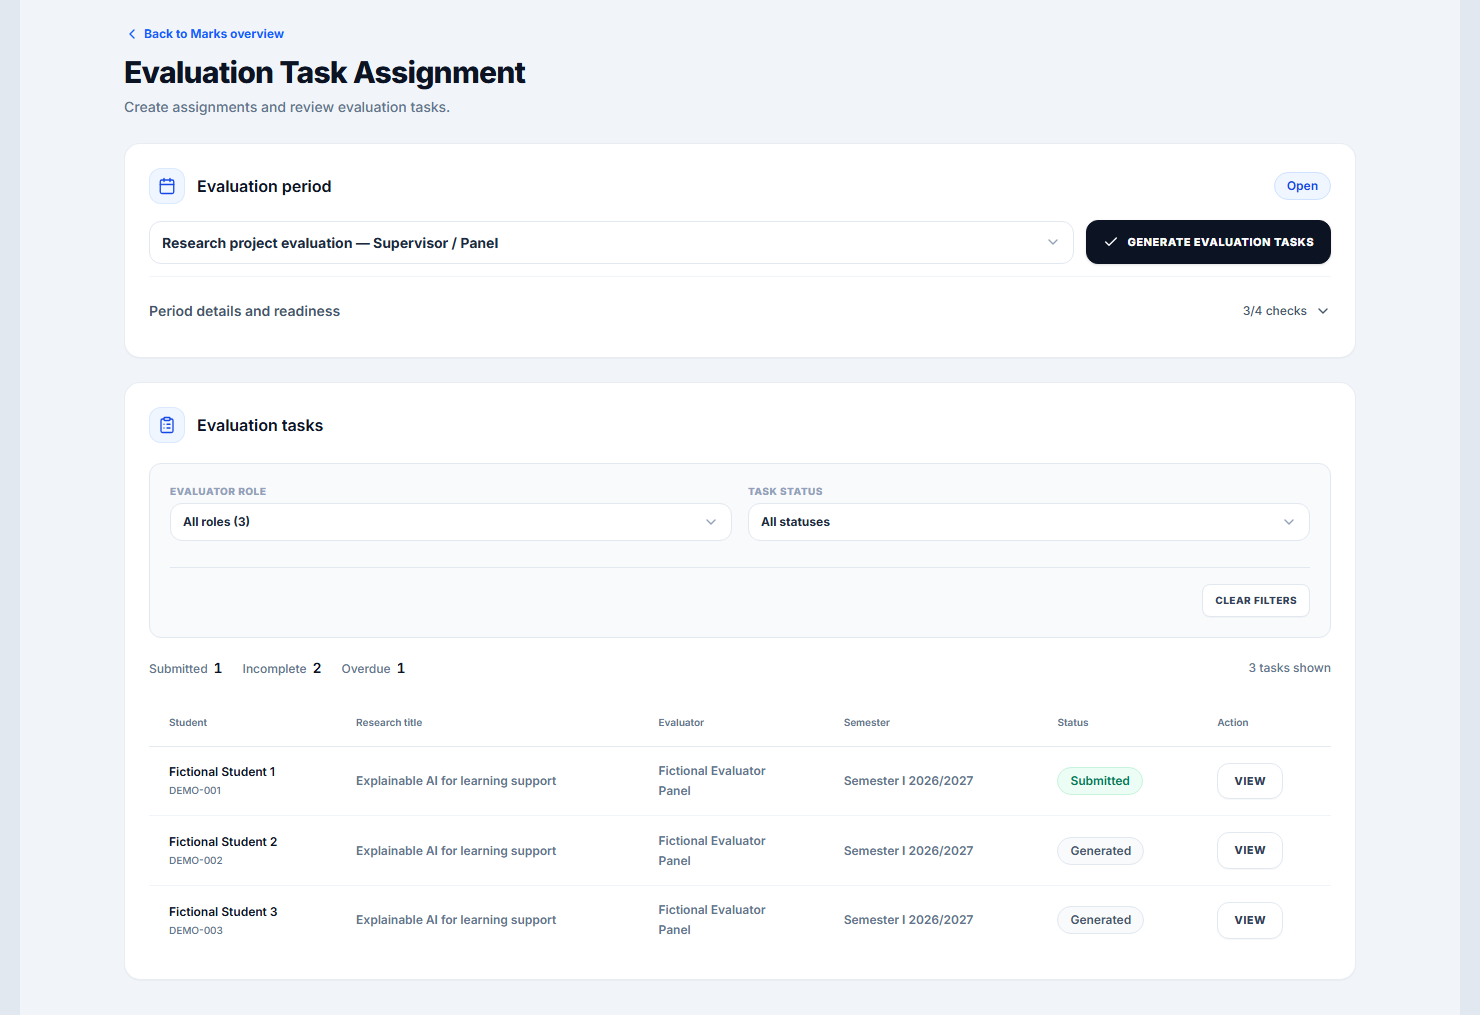 Back to Marks overview
Evaluation Task Assignment
Create assignments and review evaluation tasks.
Evaluation period
Open
Research project evaluation — Supervisor / Panel
GENERATE EVALUATION TASKS
Period details and readiness
3/4 checks
Evaluation tasks
EVALUATOR ROLE
TASK STATUS
All roles (3)
All statuses
CLEAR FILTERS
Submitted 1 Incomplete 2 Overdue 1
3 tasks shown
Student Research title Evaluator Semester Status Action
Fictional Student 1
DEMO-001
Explainable AI for learning support
Fictional Evaluator
Panel
Semester I 2026/2027
Submitted
VIEW
Fictional Student 2
DEMO-002
Explainable AI for learning support
Fictional Evaluator
Panel
Semester I 2026/2027
Generated
VIEW
Fictional Student 3
DEMO-003
Explainable AI for learning support
Fictional Evaluator
Panel
Semester I 2026/2027
Generated
VIEW